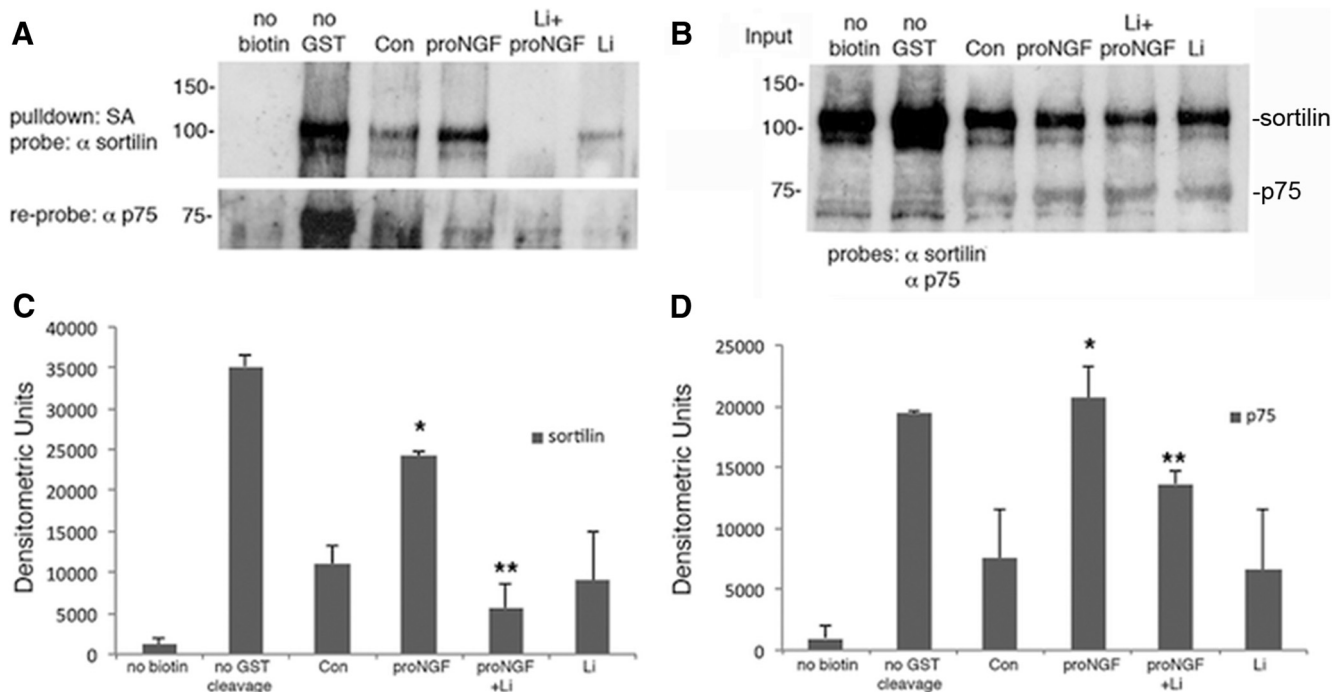 A
no biotin
no GST
Con
proNGF
Li+ proNGF
Li
pulldown: SA
probe: α sortilin
150-
100-
re-probe: α p75
75-
B
Input
no biotin
no GST
Con
proNGF
Li+ proNGF
Li
150-
100-
75-
-sortilin
-p75
probes: α sortilin
α p75
C
Densitometric Units
40000
35000
30000
25000
20000
15000
10000
5000
0
*
**
sortilin
no biotin
no GST cleavage
Con
proNGF
proNGF +Li
Li
D
Densitometric Units
25000
20000
15000
10000
5000
0
*
**
p75
no biotin
no GST cleavage
Con
proNGF
proNGF +Li
Li